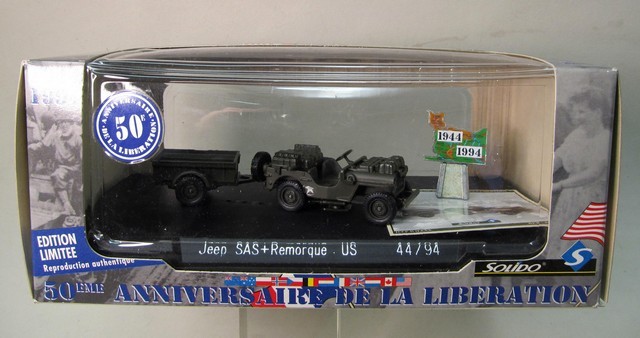 ANNIVERSAIRE
50E
DE LA LIBERATION
1944
1994
EDITION
LIMITEE
Reproduction authentique
Jeep SAS+Remorque US 44/94
SOLIDO
S
50EME ANNIVERSAIRE DE LA LIBERATION